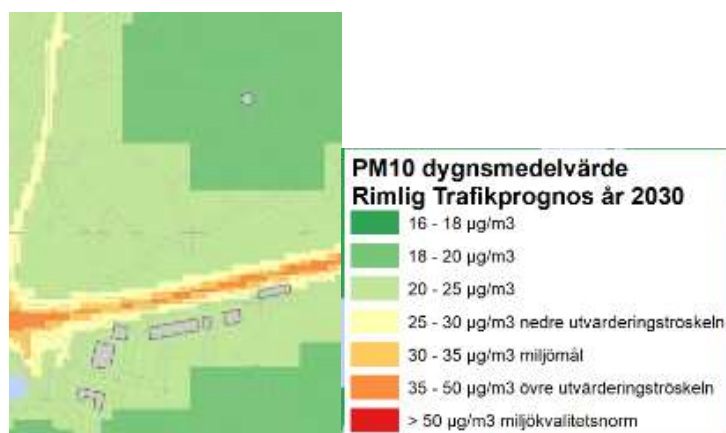 PM10 dygnsmedelvärde
Rimlig Trafikprognos år 2030
16 - 18 µg/m3
18 - 20 µg/m3
20 - 25 µg/m3
25 - 30 µg/m3 nedre utvärderingströskeln
30 - 35 µg/m3 miljömål
35 - 50 µg/m3 övre utvärderingströskeln
> 50 µg/m3 miljökvalitetsnorm